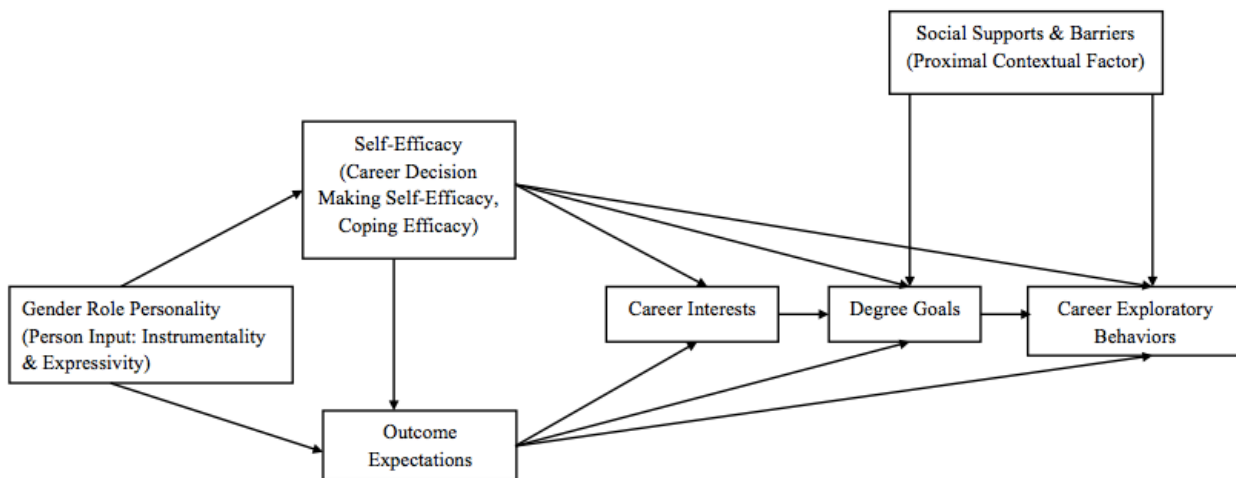 Social Supports & Barriers
(Proximal Contextual Factor)
Self-Efficacy
(Career Decision
Making Self-Efficacy,
Coping Efficacy)
Gender Role Personality
(Person Input: Instrumentality
& Expressivity)
Career Interests
Degree Goals
Career Exploratory
Behaviors
Outcome
Expectations